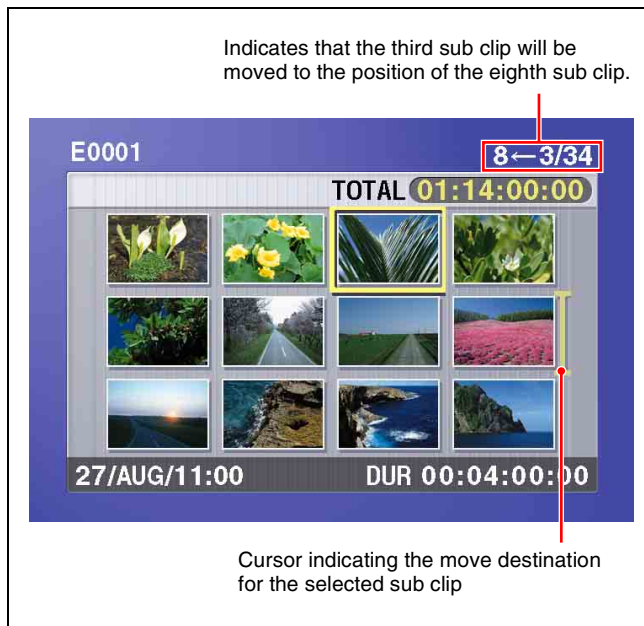 Indicates that the third sub clip will be
moved to the position of the eighth sub clip.
E0001
8←3/34
TOTAL 01:14:00:00
27/AUG/11:00
DUR 00:04:00:00
Cursor indicating the move destination
for the selected sub clip